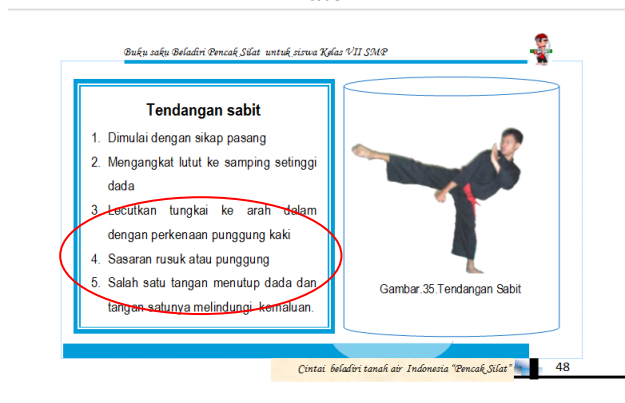 Buku saku Beladiri Pencak Silat untuk siswa Kelas VII SMP
Tendangan sabit
1. Dimulai dengan sikap pasang
2. Mengangkat lutut ke samping setinggi
dada
3. Lecutkan tungkai ke arah dalam
dengan perkenaan punggung kaki
4. Sasaran rusuk atau punggung
5. Salah satu tangan menutup dada dan
tangan satunya melindungi kemaluan.
Gambar.35.Tendangan Sabit
Cintai beladiri tanah air Indonesia "Pencak Silat"
48